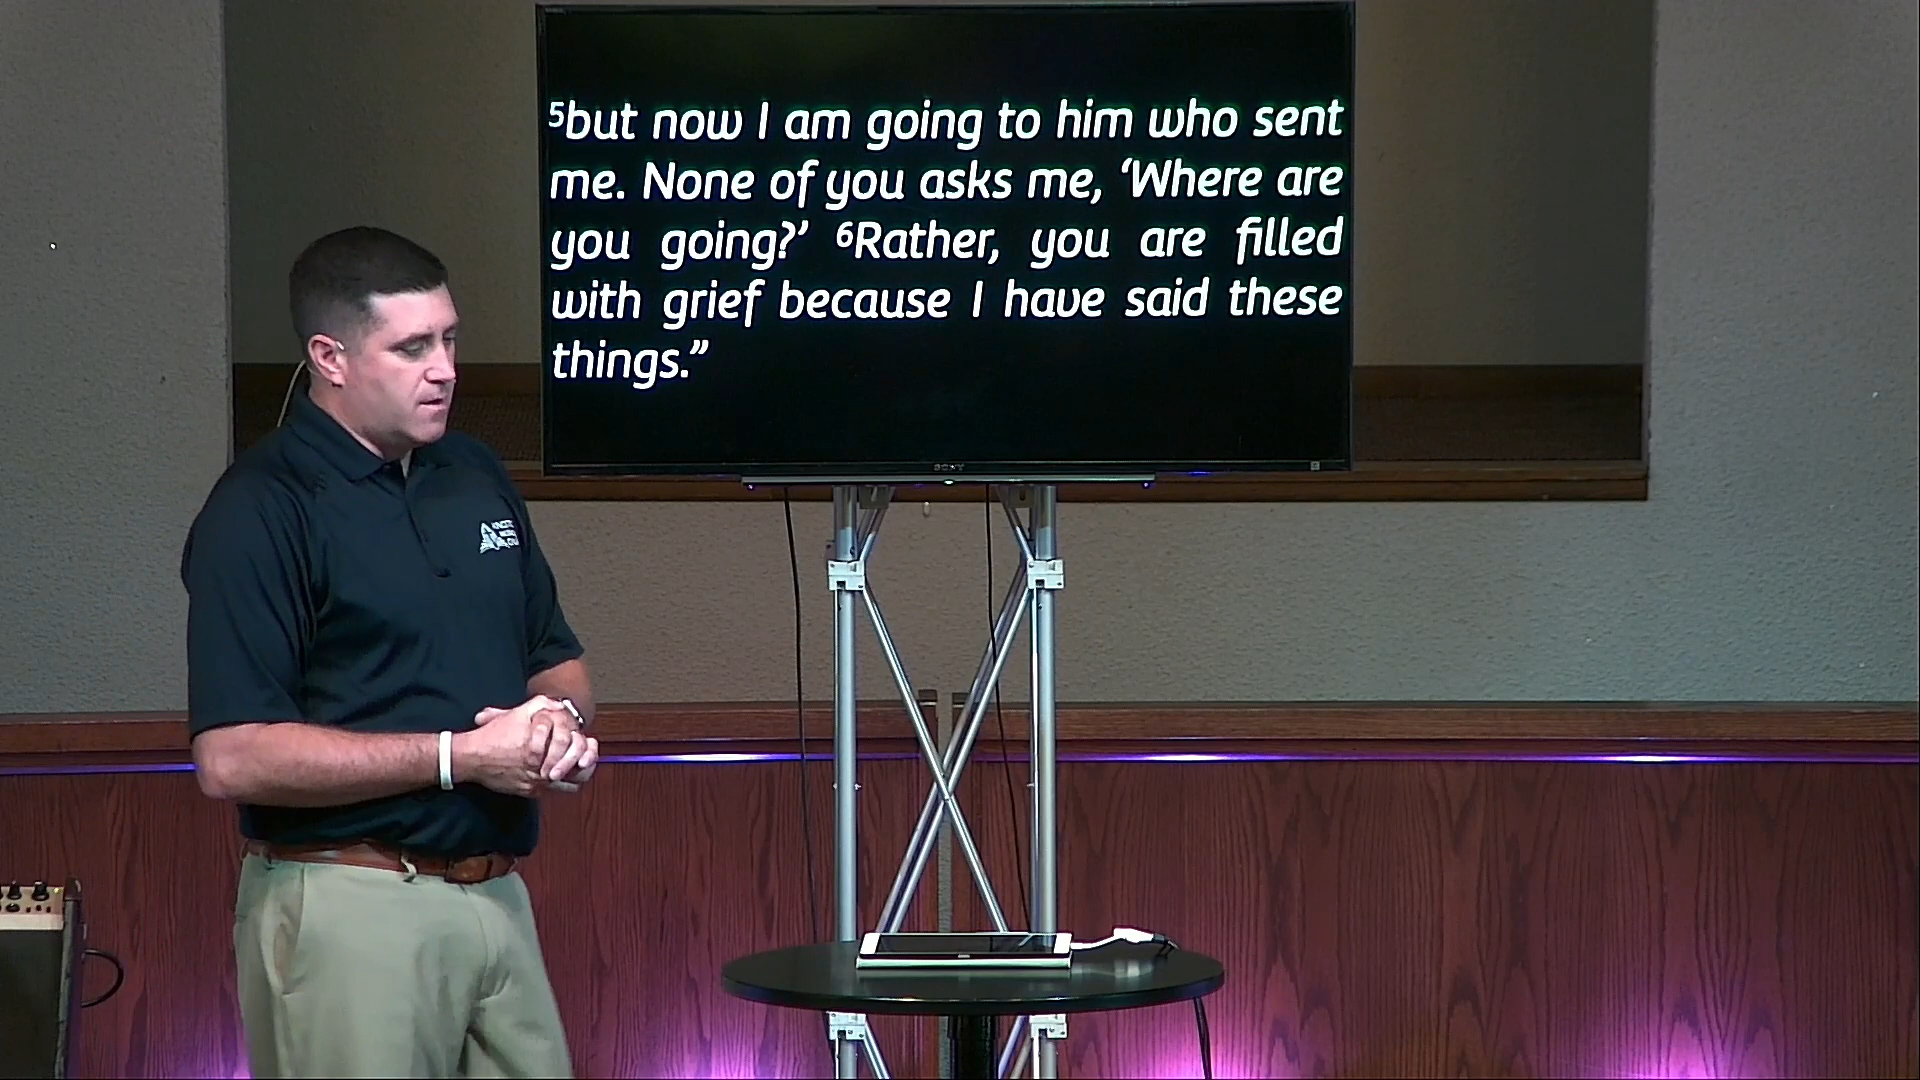 ⁵but now I am going to him who sent
me. None of you asks me, ‘Where are
you going?’ ⁶Rather, you are filled
with grief because I have said these
things.”
SONY